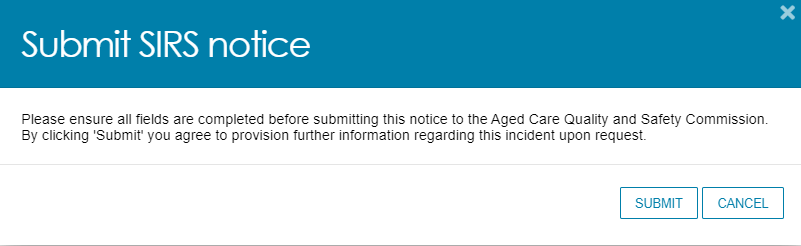 Submit SIRS notice
Please ensure all fields are completed before submitting this notice to the Aged Care Quality and Safety Commission.
By clicking 'Submit' you agree to provision further information regarding this incident upon request.
SUBMIT CANCEL